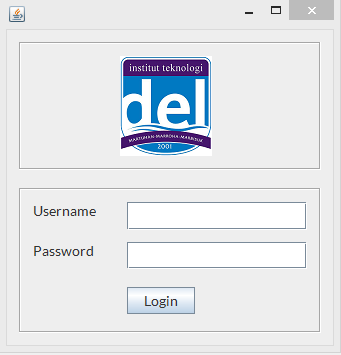 institut teknologi
del
MARTUHAN-MARROHA-MARBISUK
2001
Username
Password
Login